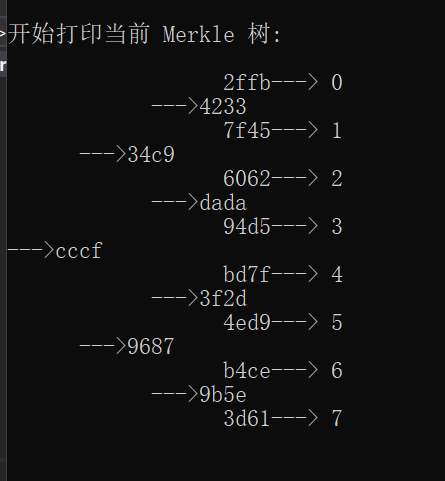 >开始打印当前 Merkle 树:
r
2ffb---> 0
--->4233
7f45---> 1
--->34c9
6062---> 2
--->dada
94d5---> 3
--->cccf
bd7f---> 4
--->3f2d
4ed9---> 5
--->9687
b4ce---> 6
--->9b5e
3d61---> 7